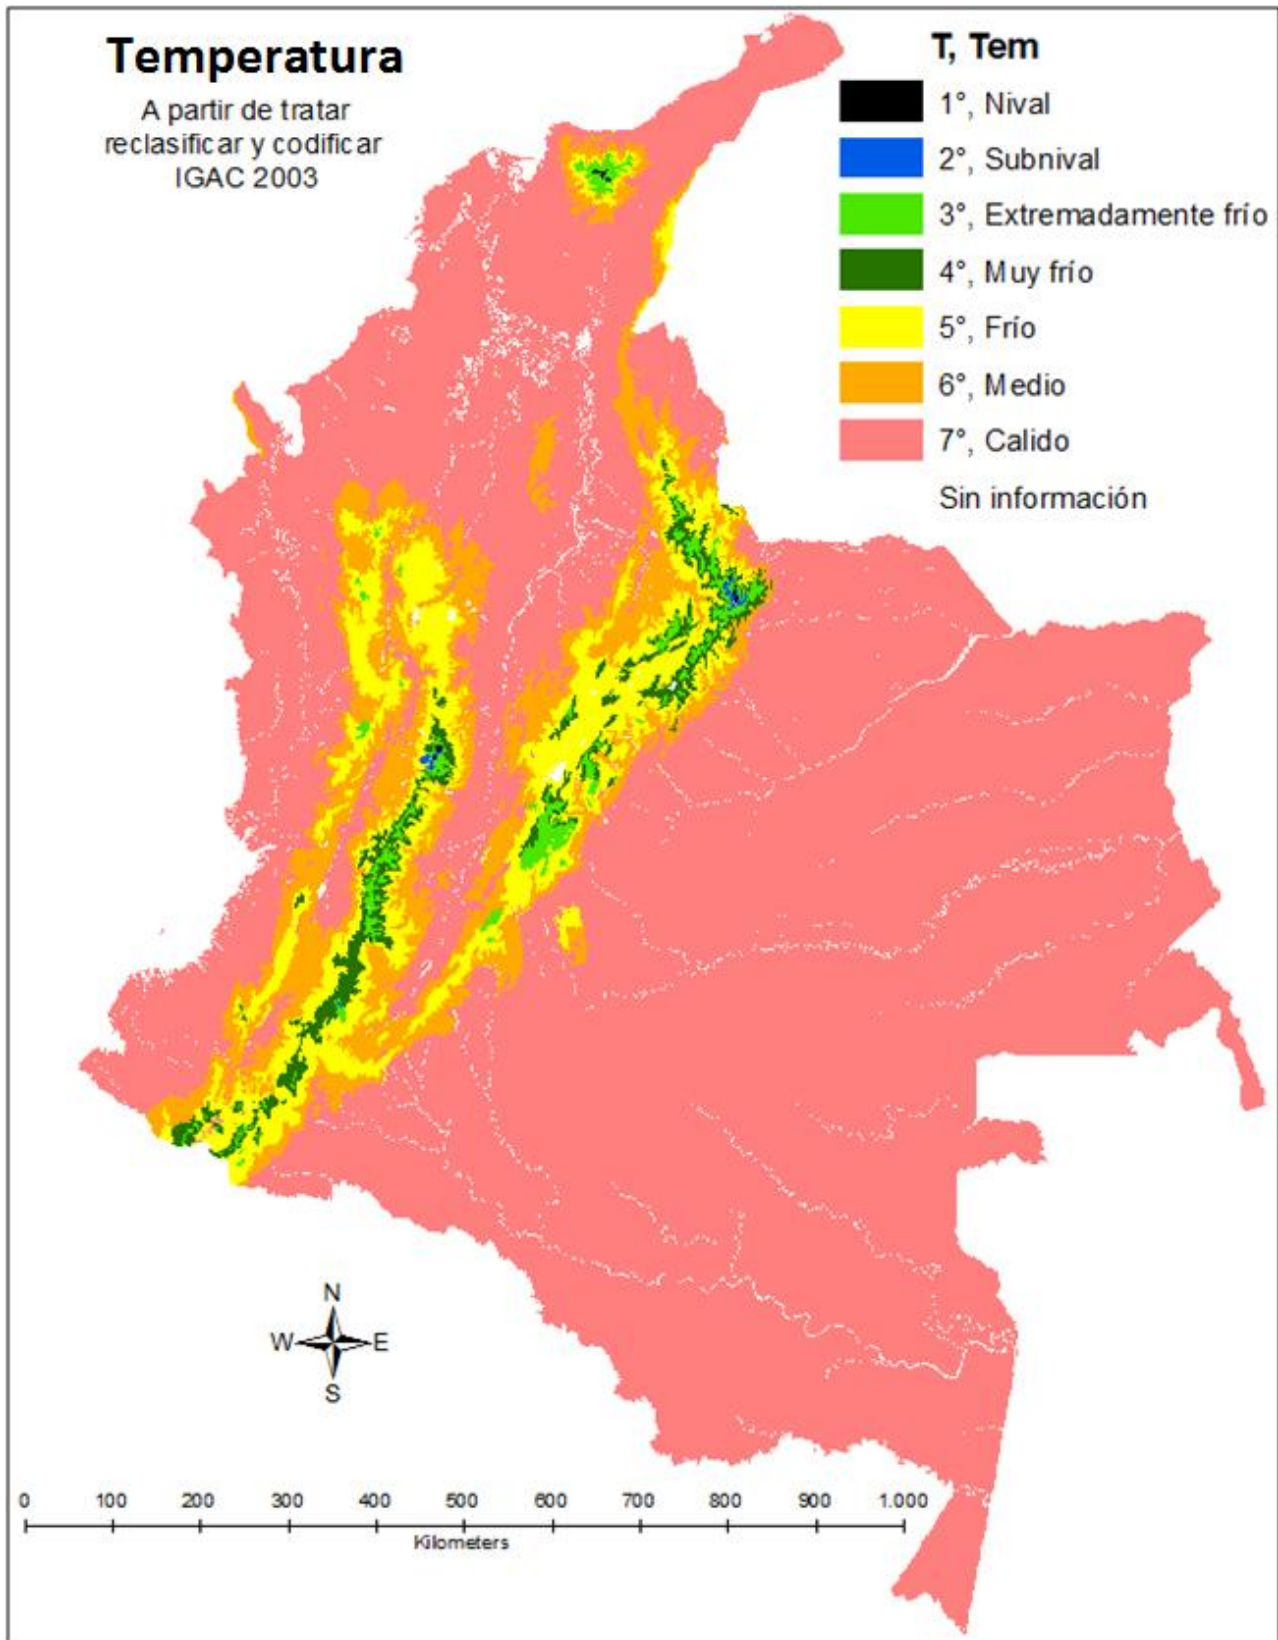 Temperatura
A partir de tratar
reclasificar y codificar
IGAC 2003
T, Tem
1°, Nival
2°, Subnival
3°, Extremadamente frío
4°, Muy frío
5°, Frío
6°, Medio
7°, Calido
Sin información
N
W E
S
0 100 200 300 400 500 600 700 800 900 1.000
Kilometers